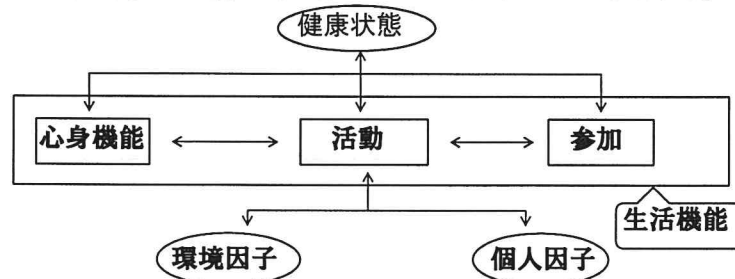 健康状態
心身機能
活動
参加
生活機能
環境因子
個人因子